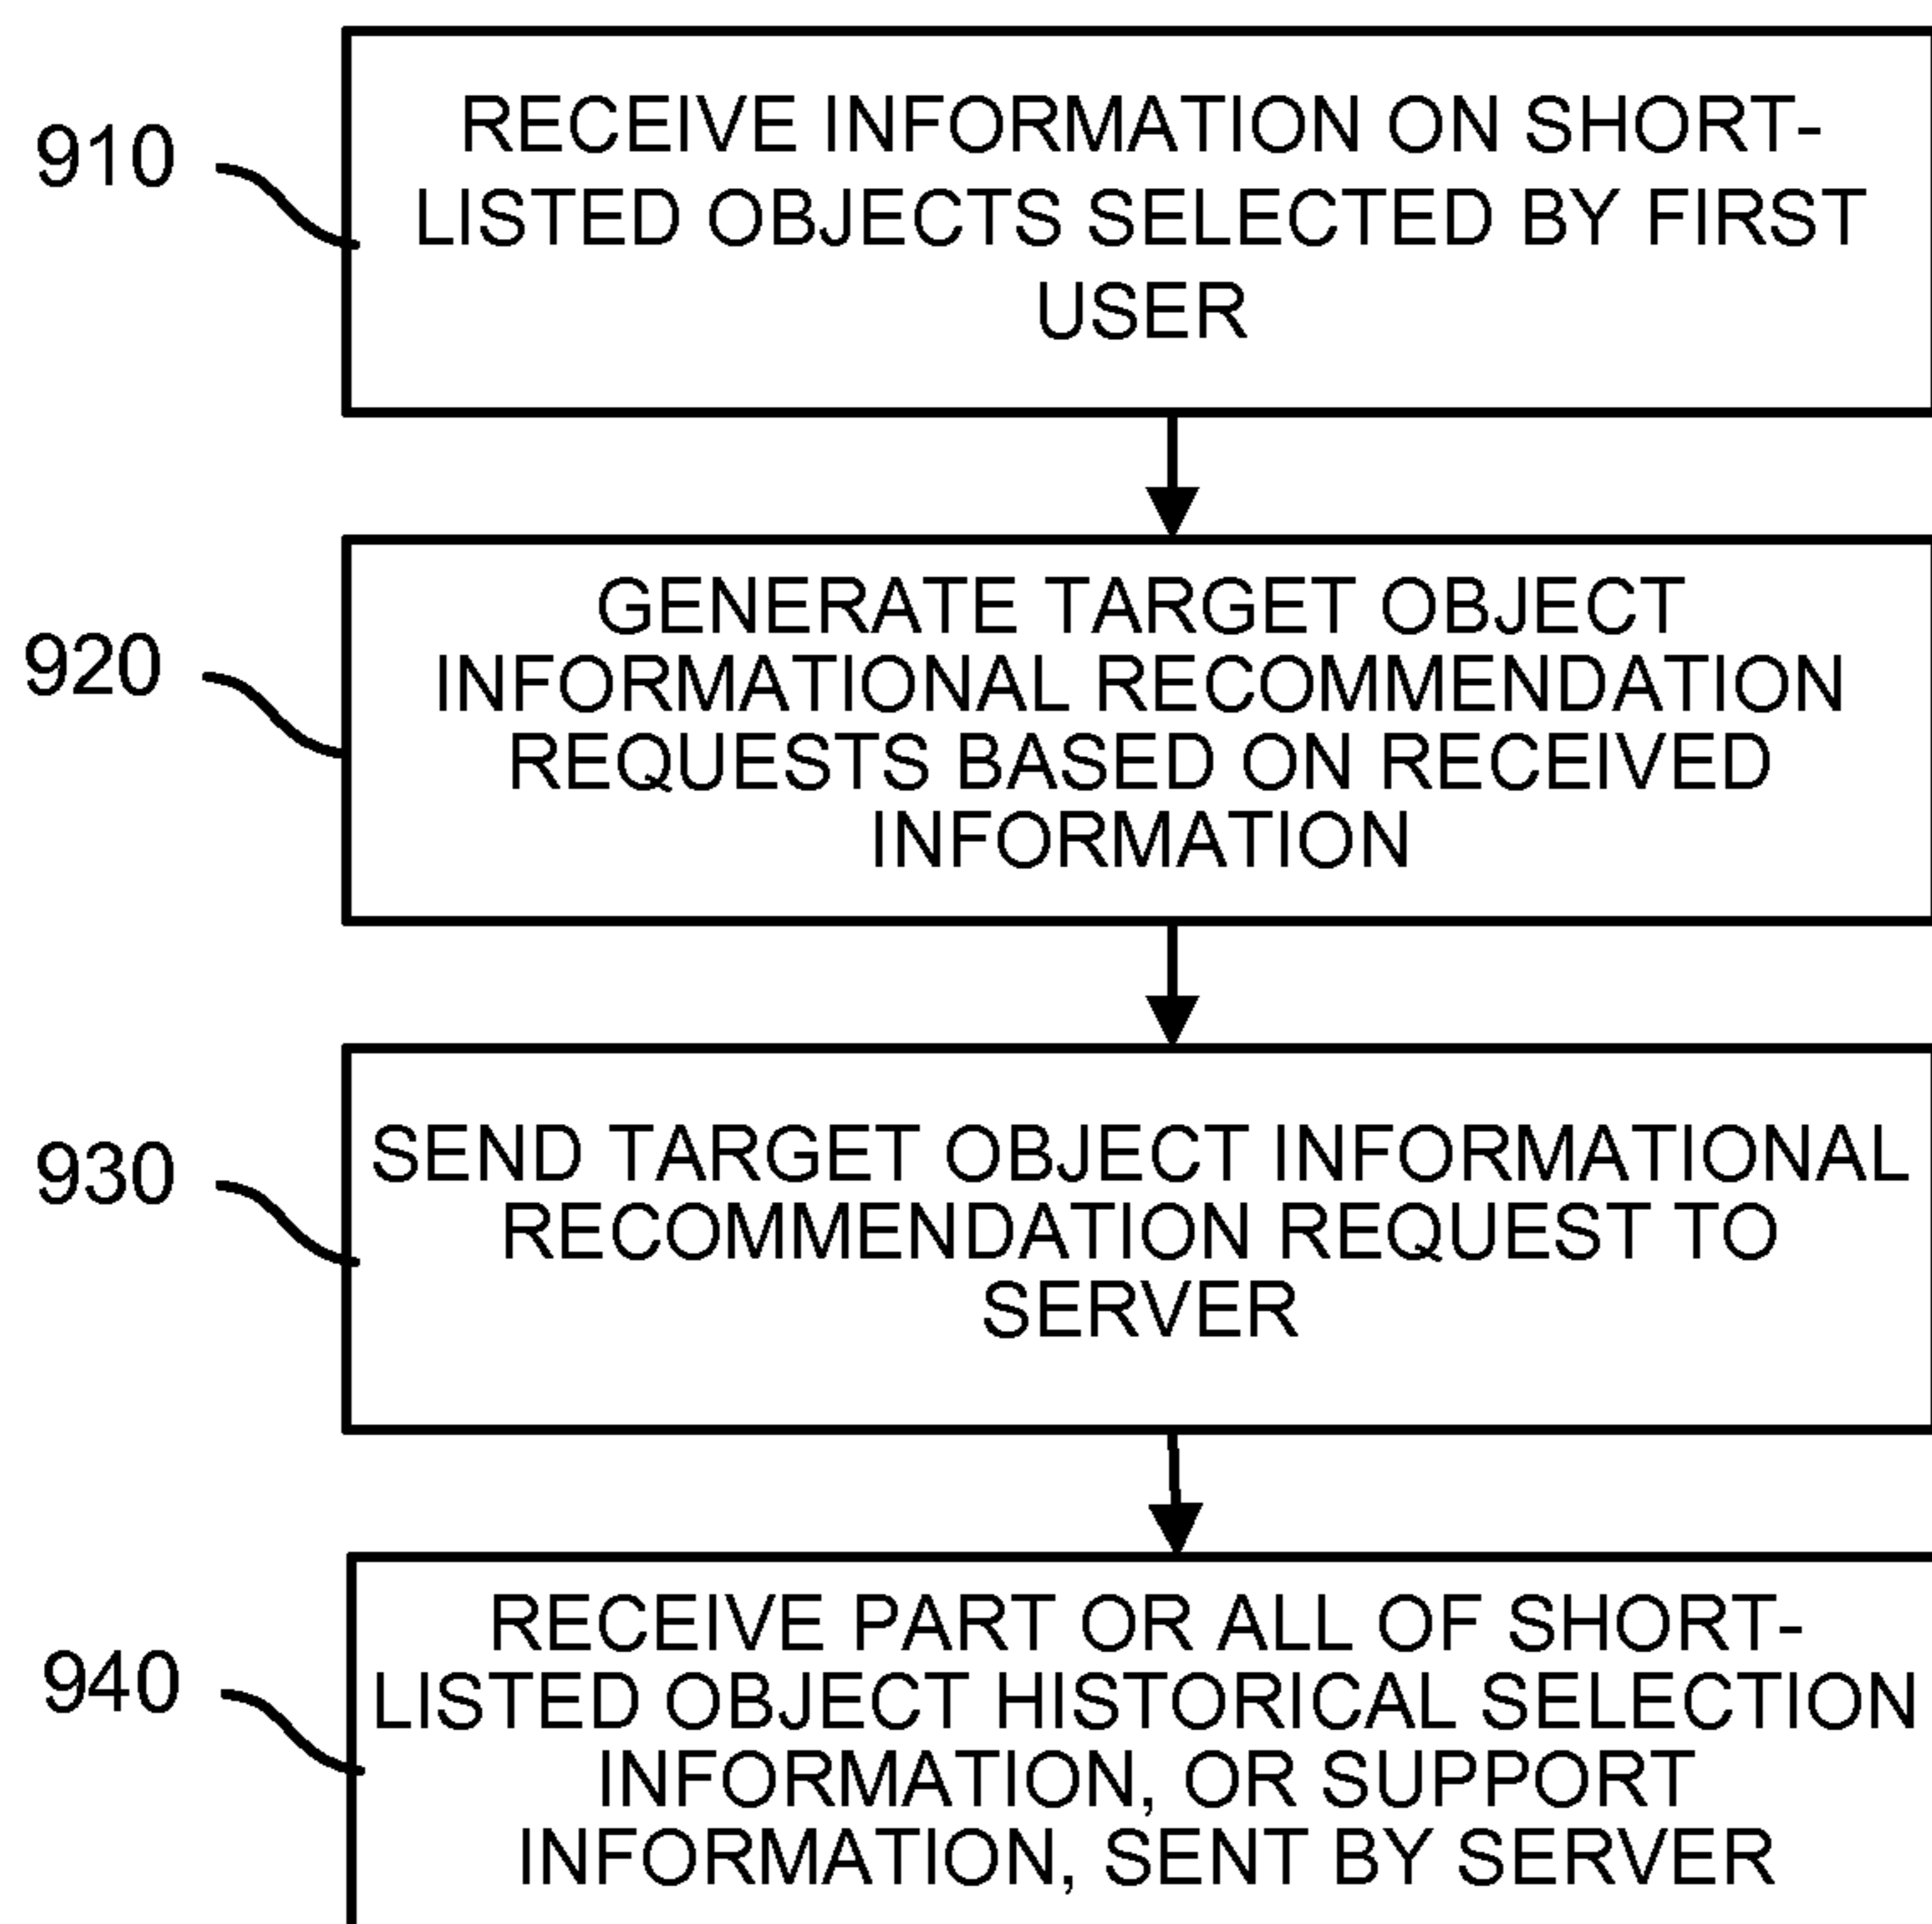 910
RECEIVE INFORMATION ON SHORT-
LISTED OBJECTS SELECTED BY FIRST
USER
920
GENERATE TARGET OBJECT
INFORMATIONAL RECOMMENDATION
REQUESTS BASED ON RECEIVED
INFORMATION
930
SEND TARGET OBJECT INFORMATIONAL
RECOMMENDATION REQUEST TO
SERVER
940
RECEIVE PART OR ALL OF SHORT-
LISTED OBJECT HISTORICAL SELECTION
INFORMATION, OR SUPPORT
INFORMATION, SENT BY SERVER